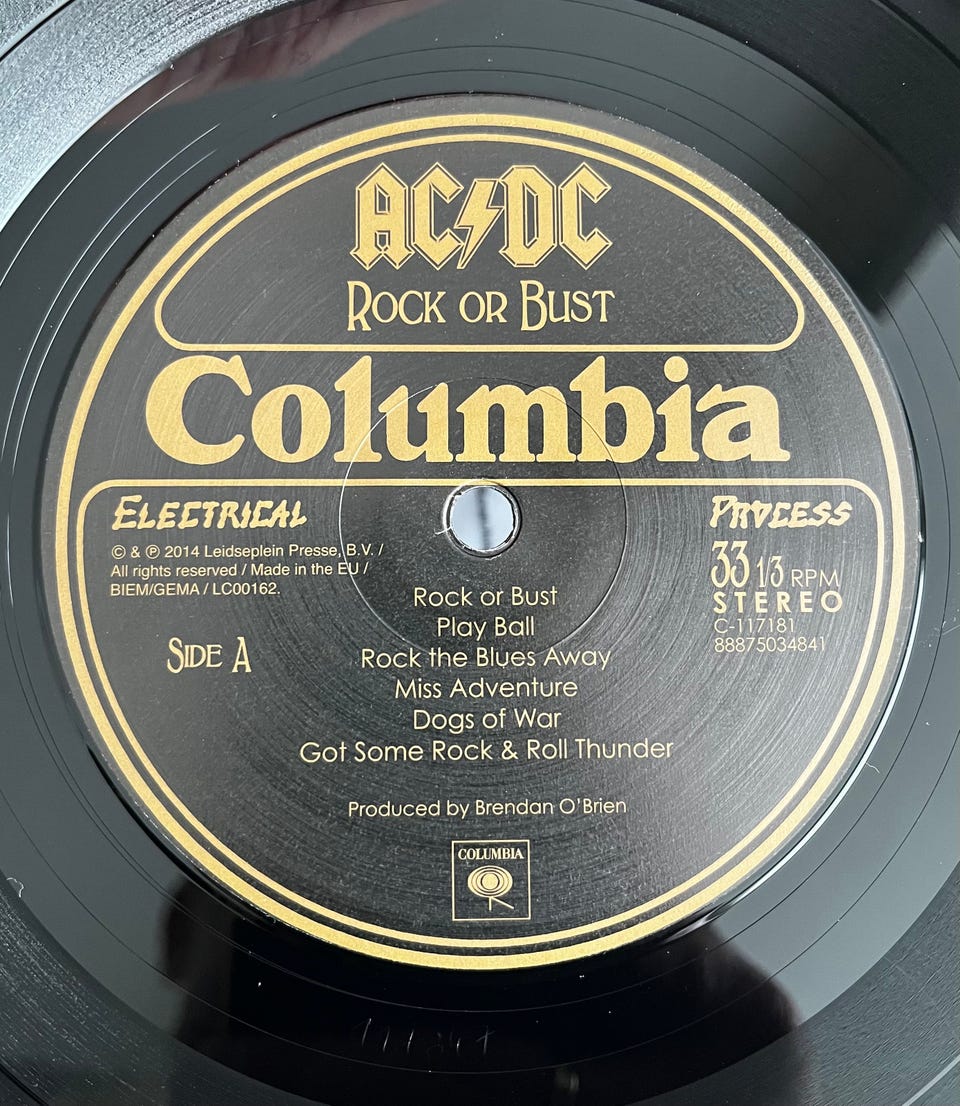 AC⚡DC
ROCK OR BUST
Columbia
ELECTRICAL
PROCESS
© & ℗ 2014 Leidseplein Presse, B.V. /
All rights reserved / Made in the EU /
BIEM/GEMA / LC00162.
SIDE A
33 1/3 RPM
STEREO
C-117181
88875034841
Rock or Bust
Play Ball
Rock the Blues Away
Miss Adventure
Dogs of War
Got Some Rock & Roll Thunder
Produced by Brendan O'Brien
COLUMBIA